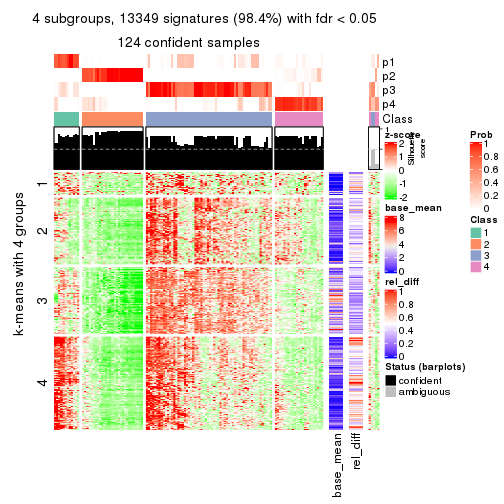 4 subgroups, 13349 signatures (98.4%) with fdr < 0.05
124 confident samples
p1
p2
p3
p4
Class
1
Silhouette
score
k-means with 4 groups
1
2
3
4
base_mean
rel_diff
z-score
2
1
0
-1
-2
base_mean
8
6
4
2
0
rel_diff
1
0.8
0.6
0.4
0.2
0
Status (barplots)
confident
ambiguous
Prob
1
0.8
0.6
0.4
0.2
0
Class
1
2
3
4